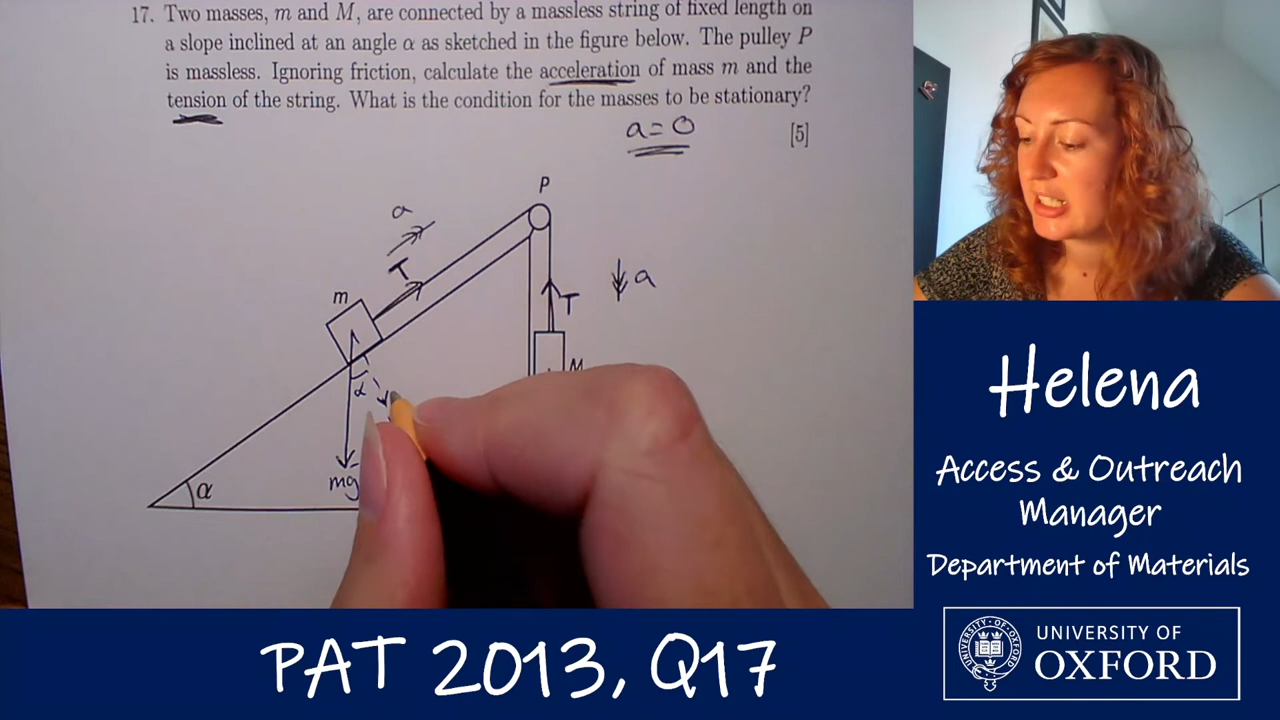 17. Two masses, m and M, are connected by a massless string of fixed length on
a slope inclined at an angle α as sketched in the figure below. The pulley P
is massless. Ignoring friction, calculate the acceleration of mass m and the
tension of the string. What is the condition for the masses to be stationary?
a=0
[5]
P
a
T
a
m
T
M
α
mg
α
Helena
Access & Outreach
Manager
Department of Materials
UNIVERSITY OF
OXFORD
PAT 2013, Q17